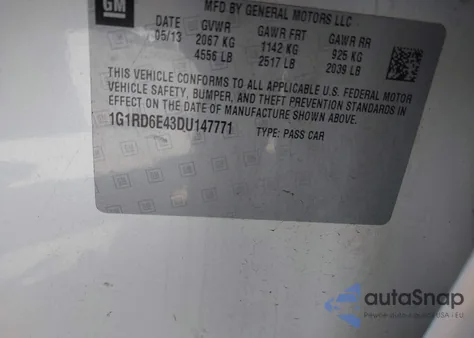 GM
MFD BY GENERAL MOTORS LLC
DATE GVWR GAWR FRT GAWR RR
05/13 2067 KG 1142 KG 925 KG
4556 LB 2517 LB 2039 LB
THIS VEHICLE CONFORMS TO ALL APPLICABLE U.S. FEDERAL MOTOR
VEHICLE SAFETY, BUMPER, AND THEFT PREVENTION STANDARDS IN
EFFECT ON THE DATE OF MANUFACTURE SHOWN ABOVE.
1G1RD6E43DU147771 TYPE: PASS CAR
autoSnap